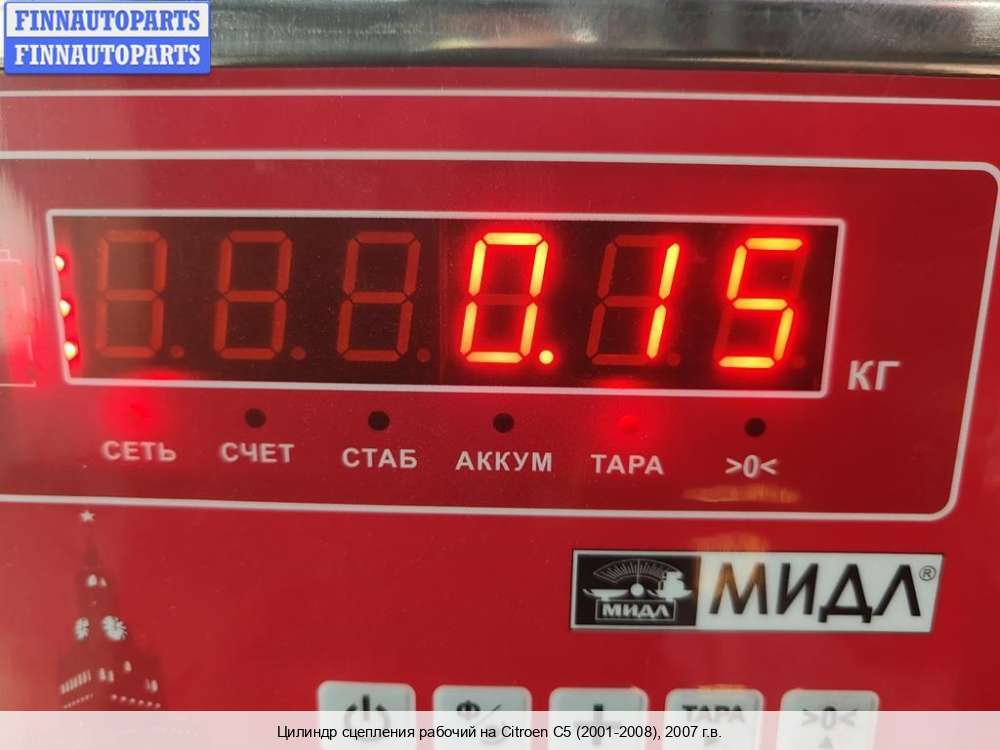 FINNAUTOPARTS
FINNAUTOPARTS
0.15
КГ
СЕТЬ СЧЕТ СТАБ АККУМ ТАРА >0<
МИДЛ МИДЛ®
ТАРА >0<
Цилиндр сцепления рабочий на Citroen C5 (2001-2008), 2007 г.в.